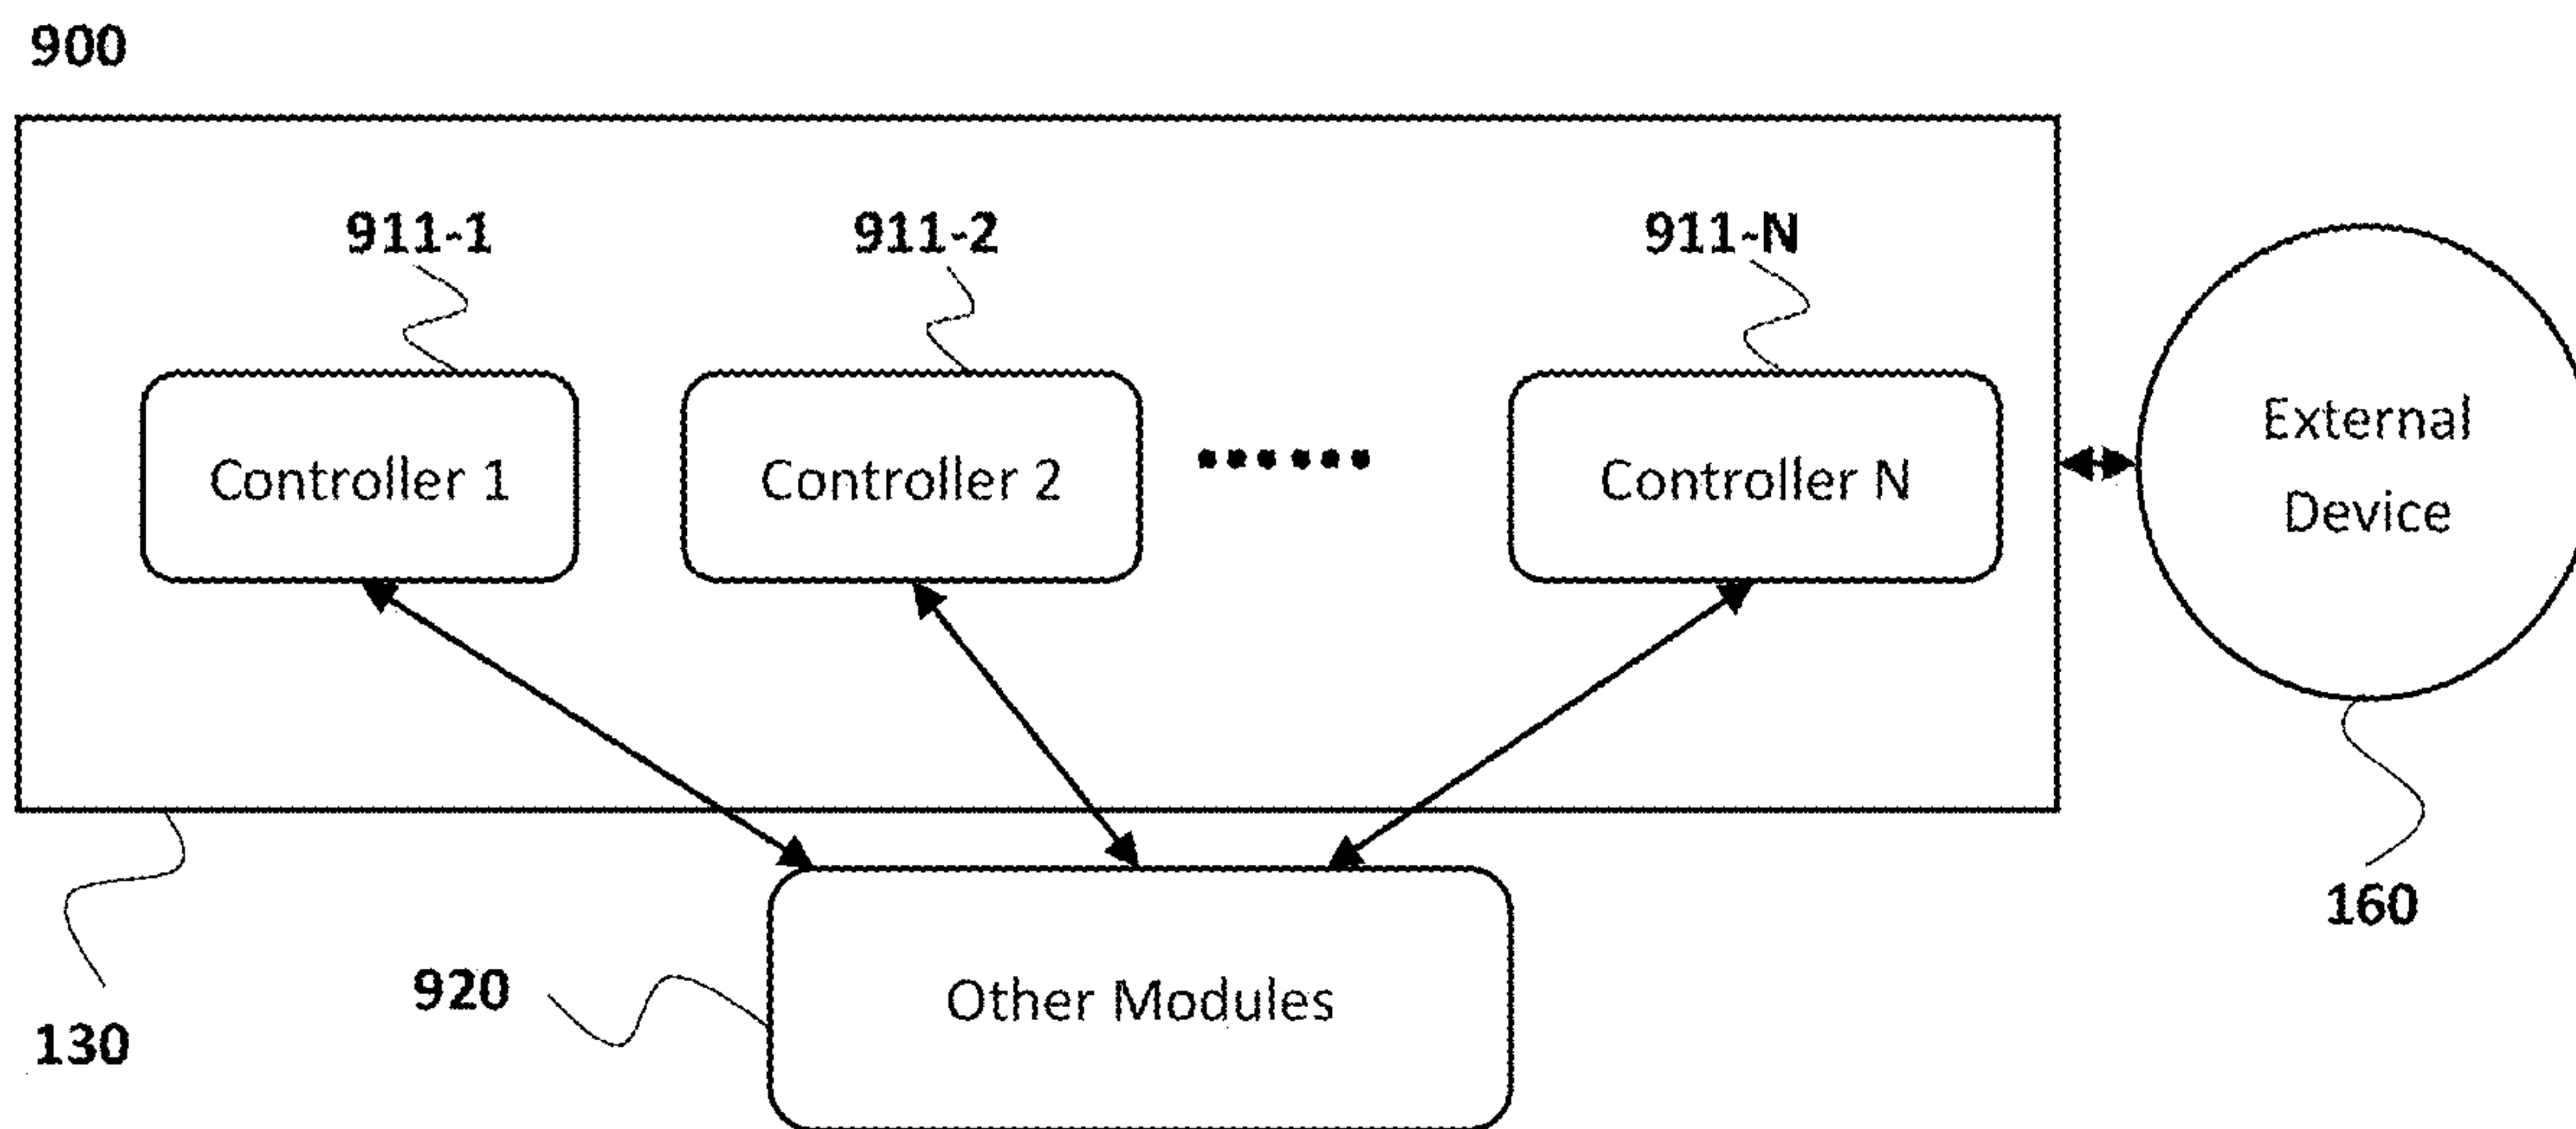 900
911-1
911-2
911-N
Controller 1
Controller 2
......
Controller N
External
Device
160
920
Other Modules
130